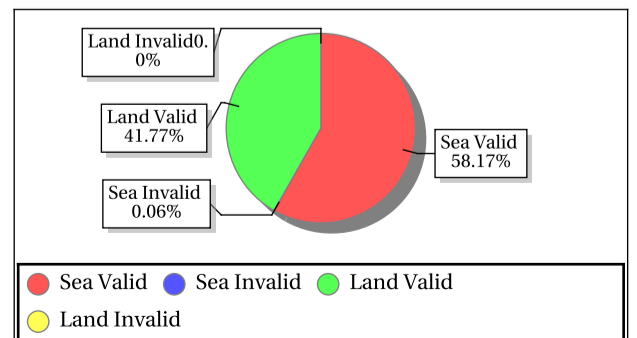 Land Invalid0.
0%
Land Valid
41.77%
Sea Invalid
0.06%
Sea Valid
58.17%
Sea Valid Sea Invalid Land Valid
Land Invalid